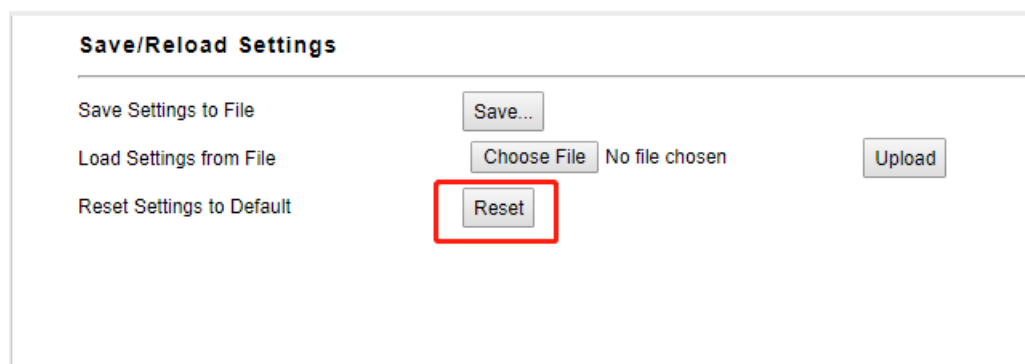 Save/Reload Settings
Save Settings to File Save...
Load Settings from File Choose File No file chosen Upload
Reset Settings to Default Reset